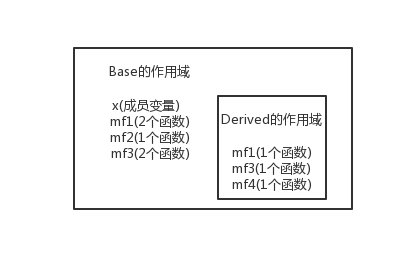 Base的作用域
x(成员变量)
mf1(2个函数)
mf2(1个函数)
mf3(2个函数)
Derived的作用域
mf1(1个函数)
mf3(1个函数)
mf4(1个函数)